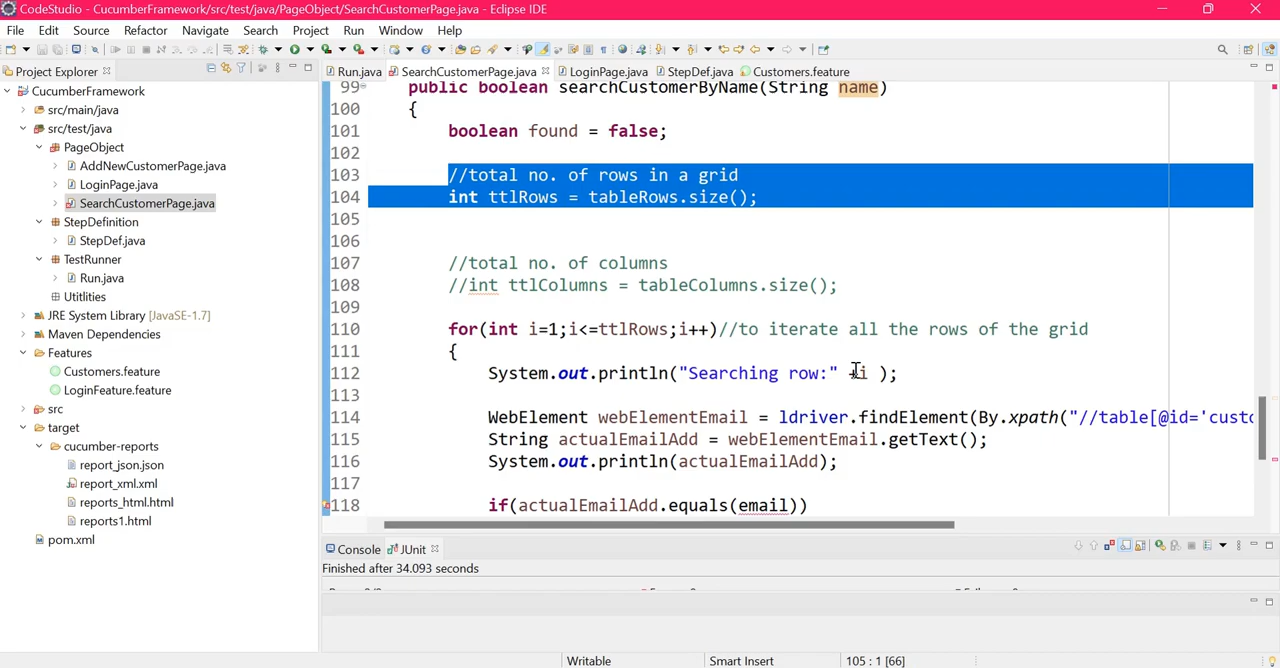 CodeStudio - CucumberFramework/src/test/java/PageObject/SearchCustomerPage.java - Eclipse IDE
File Edit Source Refactor Navigate Search Project Run Window Help
Project Explorer
CucumberFramework
src/main/java
src/test/java
PageObject
AddNewCustomerPage.java
LoginPage.java
SearchCustomerPage.java
StepDefinition
StepDef.java
TestRunner
Run.java
Utitlities
JRE System Library [JavaSE-1.7]
Maven Dependencies
Features
Customers.feature
LoginFeature.feature
src
target
cucumber-reports
report_json.json
report_xml.xml
reports_html.html
reports1.html
pom.xml
Run.java SearchCustomerPage.java LoginPage.java StepDef.java Customers.feature
99 public boolean searchCustomerByName(String name)
100 {
101 boolean found = false;
102
103 //total no. of rows in a grid
104 int ttlRows = tableRows.size();
105
106
107 //total no. of columns
108 //int ttlColumns = tableColumns.size();
109
110 for(int i=1;i<=ttlRows;i++)//to iterate all the rows of the grid
111 {
112 System.out.println("Searching row:" +i );
113
114 WebElement webElementEmail = ldriver.findElement(By.xpath("//table[@id='custo
115 String actualEmailAdd = webElementEmail.getText();
116 System.out.println(actualEmailAdd);
117
118 if(actualEmailAdd.equals(email))
Console JUnit
Finished after 34.093 seconds
Writable Smart Insert 105 : 1 [66]